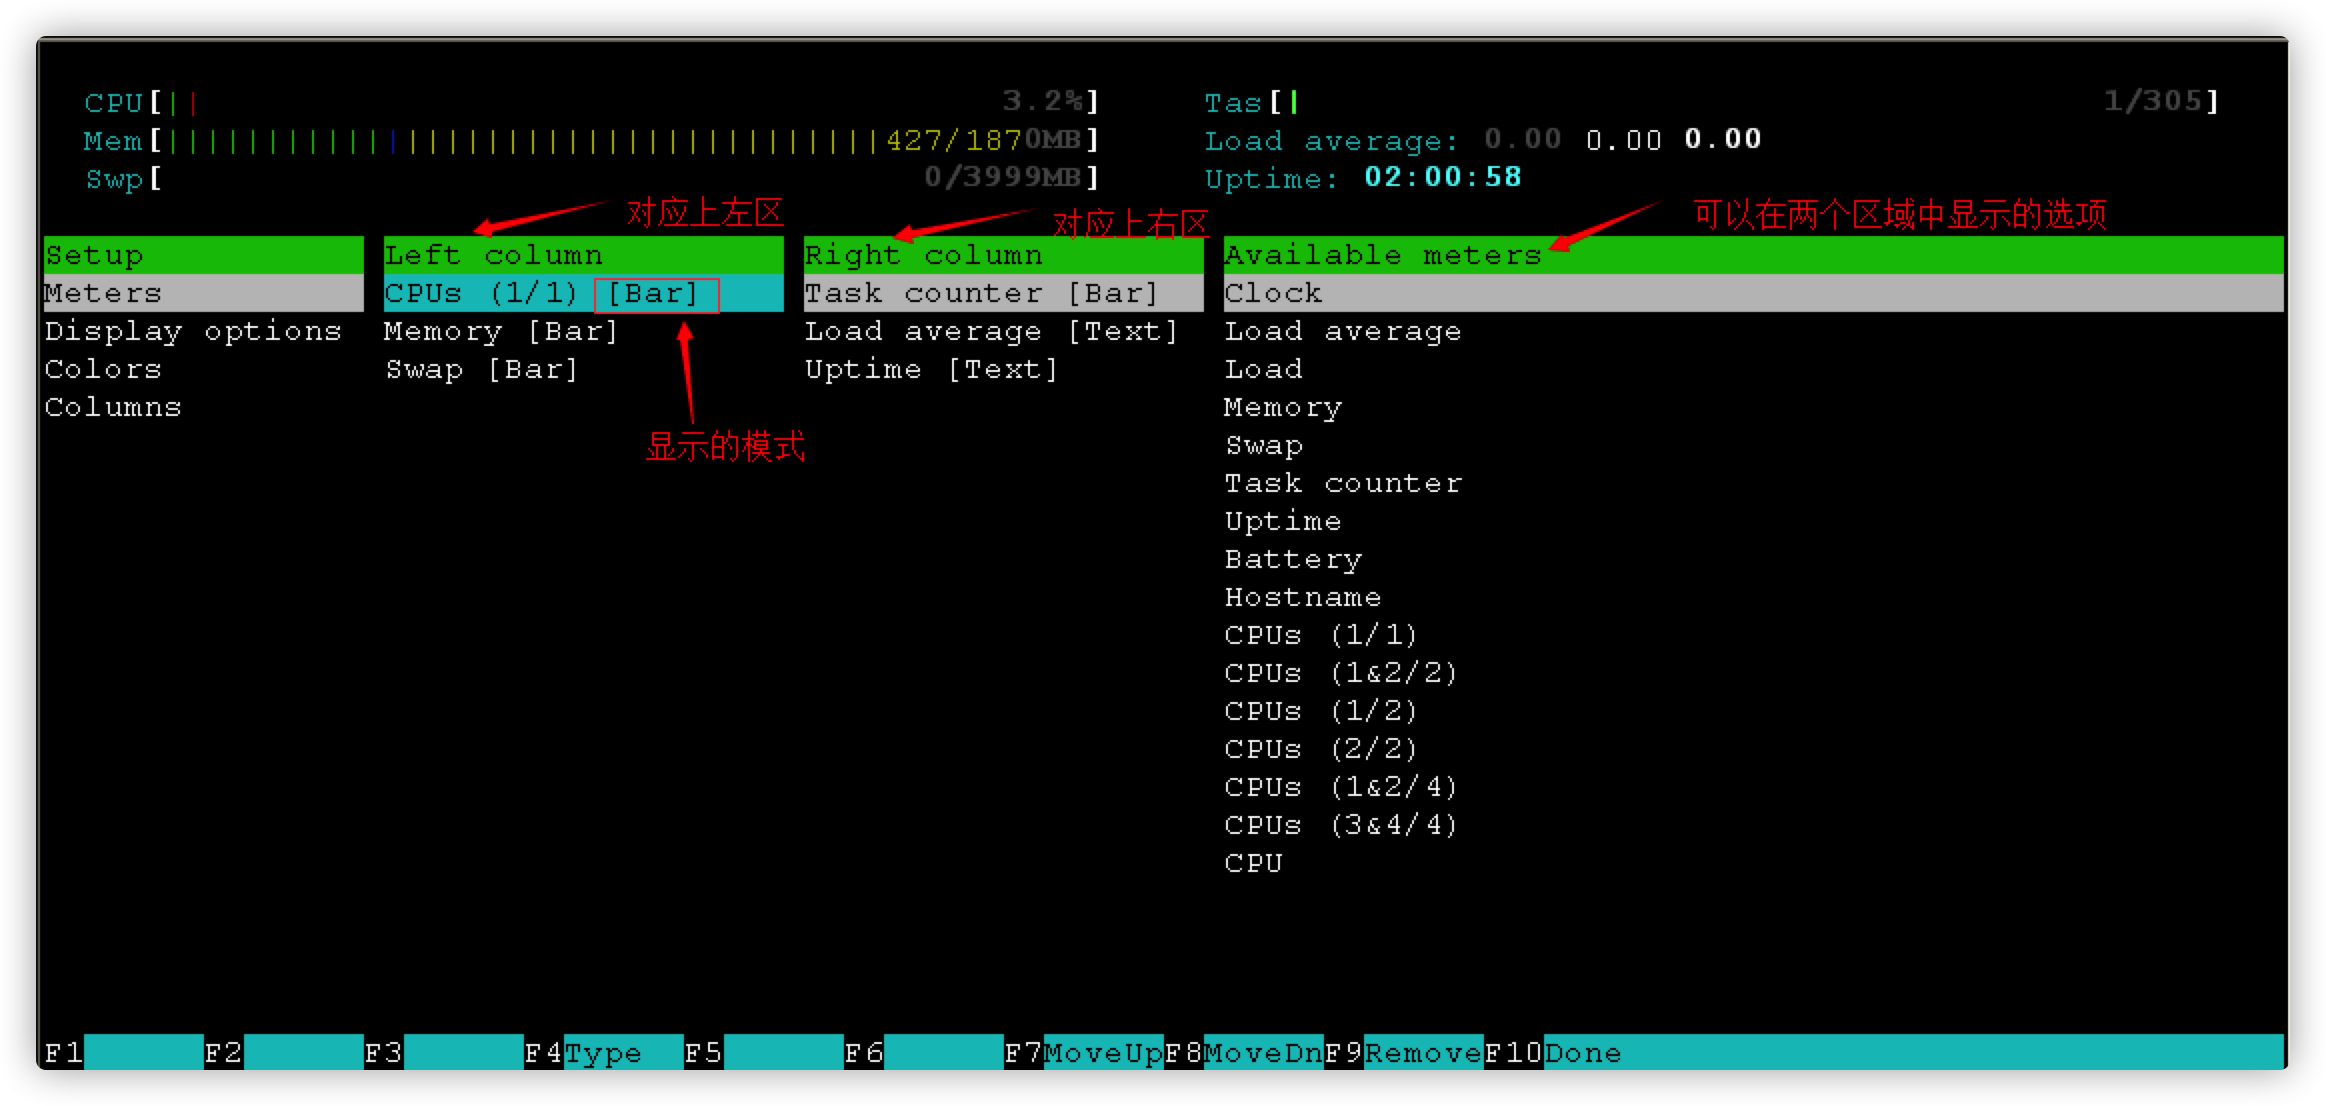 CPU[|| 3.2%]
Mem[||||||||||||||||||||||||||||||||||||427/1870MB]
Swp[ 0/3999MB]
Tas[| 1/305]
Load average: 0.00 0.00 0.00
Uptime: 02:00:58
对应上左区
对应上右区
可以在两个区域中显示的选项
Setup
Meters
Display options
Colors
Columns
Left column
CPUs (1/1) [Bar]
Memory [Bar]
Swap [Bar]
显示的模式
Right column
Task counter [Bar]
Load average [Text]
Uptime [Text]
Available meters
Clock
Load average
Load
Memory
Swap
Task counter
Uptime
Battery
Hostname
CPUs (1/1)
CPUs (1&2/2)
CPUs (1/2)
CPUs (2/2)
CPUs (1&2/4)
CPUs (3&4/4)
CPU
F1 F2 F3 F4Type F5 F6 F7MoveUpF8MoveDnF9RemoveF10Done